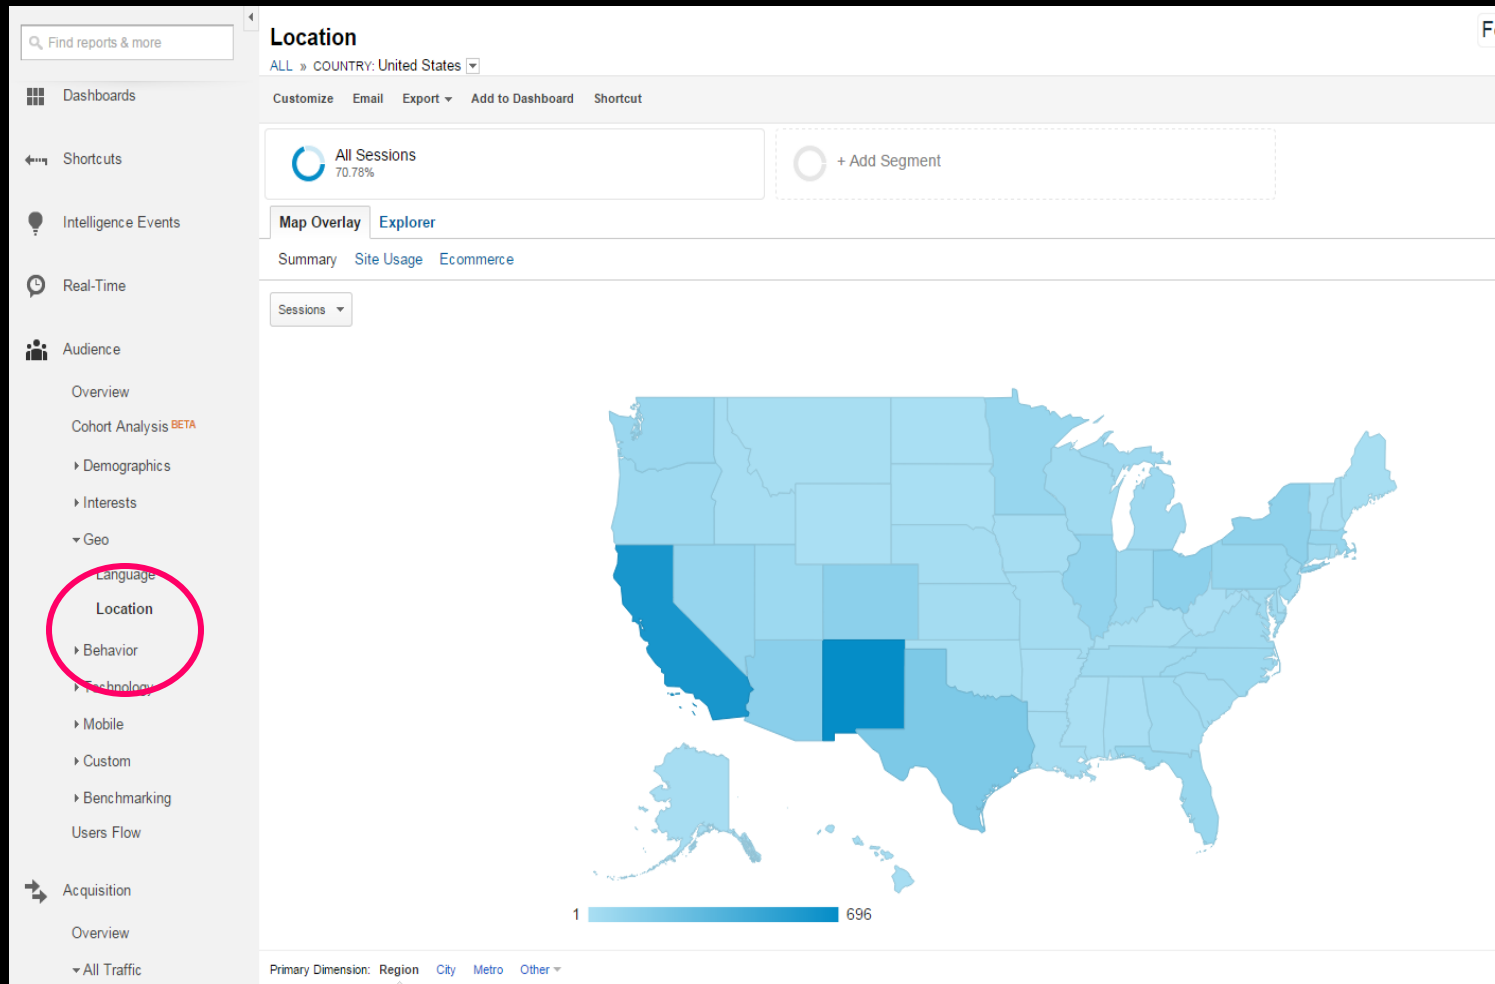 Find reports & more
Dashboards
Shortcuts
Intelligence Events
Real-Time
Audience
Overview
Cohort Analysis BETA
Demographics
Interests
Geo
Language
Location
Behavior
Technology
Mobile
Custom
Benchmarking
Users Flow
Acquisition
Overview
All Traffic
Location
ALL » COUNTRY: United States
Customize Email Export Add to Dashboard Shortcut
All Sessions
70.78%
+ Add Segment
Map Overlay Explorer
Summary Site Usage Ecommerce
Sessions
1 696
Primary Dimension: Region City Metro Other